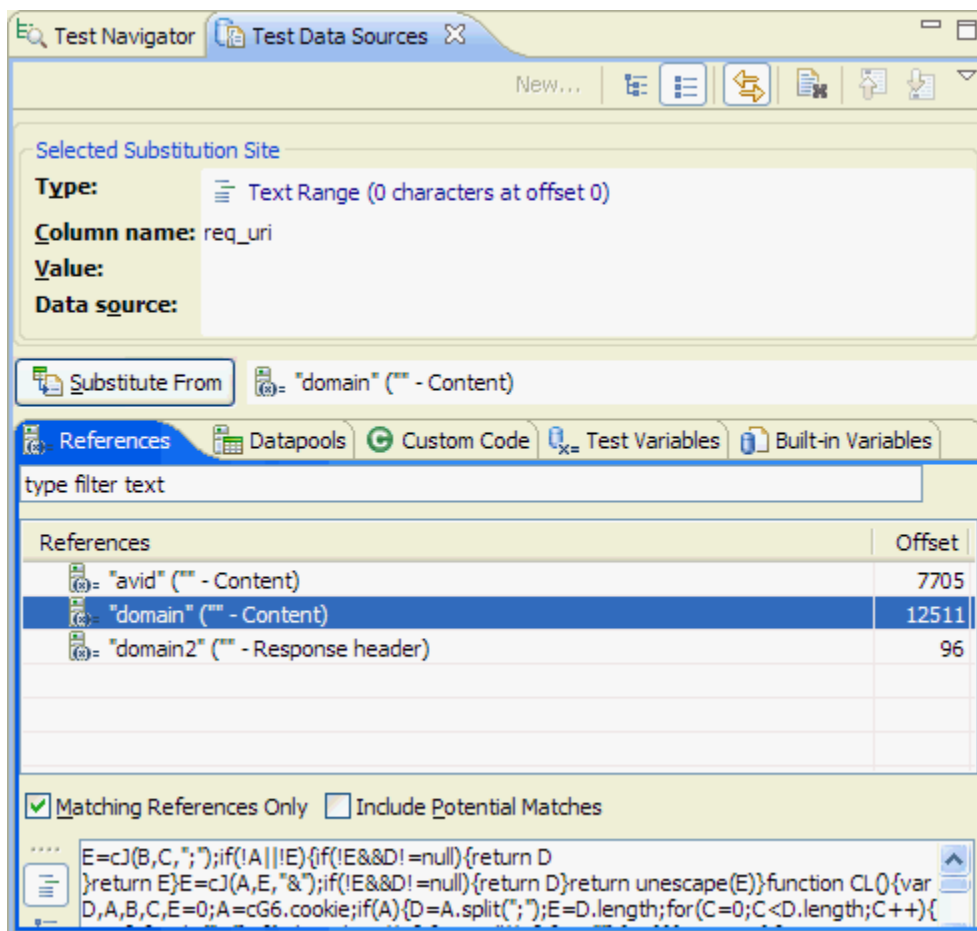 Test Navigator Test Data Sources
New...
Selected Substitution Site
Type: Text Range (0 characters at offset 0)
Column name: req_uri
Value:
Data source:
Substitute From "domain" ("" - Content)
References Datapools Custom Code Test Variables Built-in Variables
type filter text
References Offset
"avid" ("" - Content) 7705
"domain" ("" - Content) 12511
"domain2" ("" - Response header) 96
Matching References Only Include Potential Matches
E=cJ(B,C,";");if(!A||!E){if(!E&&D!=null){return D
}return E}E=cJ(A,E,"&");if(!E&&D!=null){return D}return unescape(E)}function CL(){var
D,A,B,C,E=0;A=cG6.cookie;if(A){D=A.split(";");E=D.length;for(C=0;C<D.length;C++){